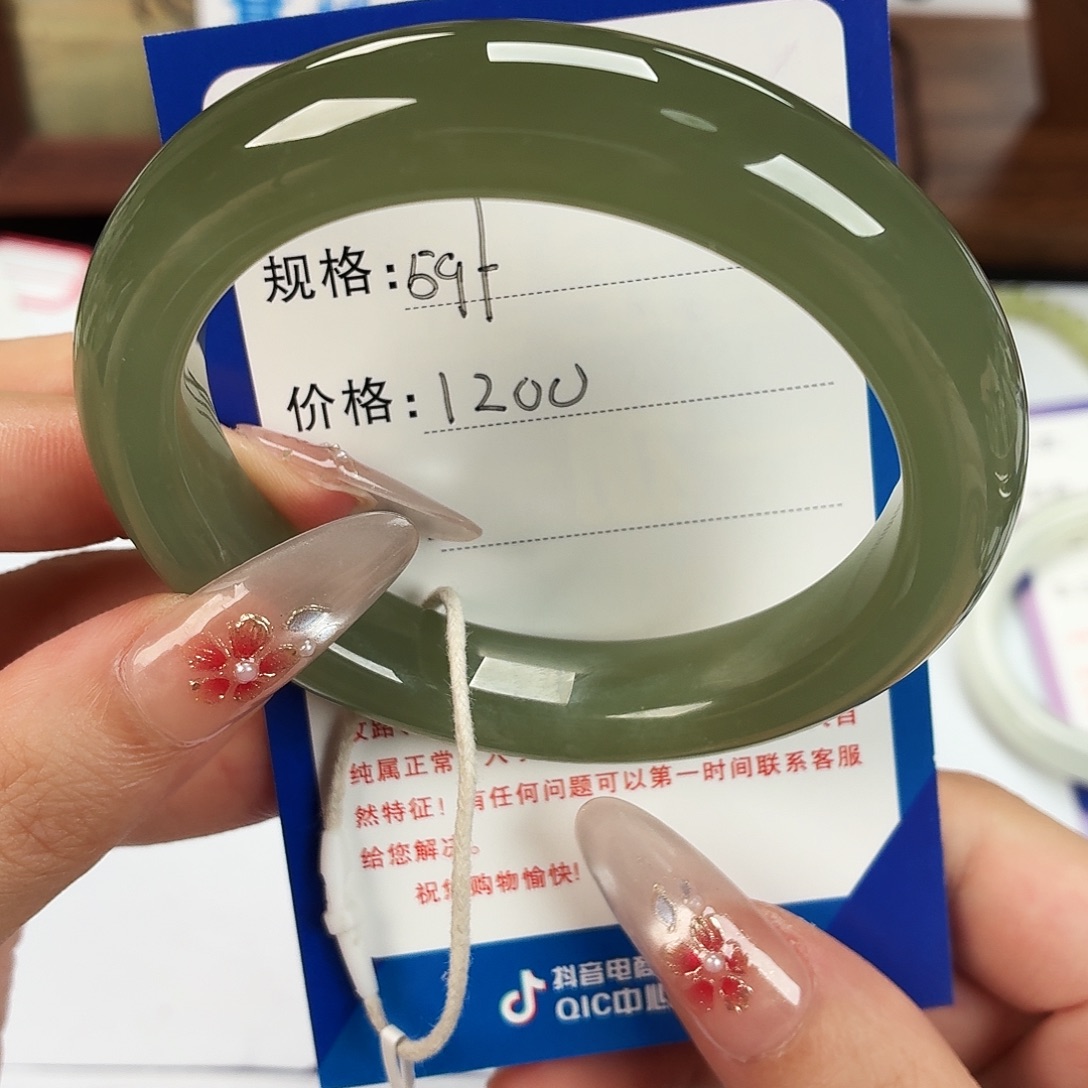 规格:59+
价格:1200
纯属正常
然特征！有任何问题可以第一时间联系客服
给您解决。
祝您购物愉快!
抖音电商
QIC中心